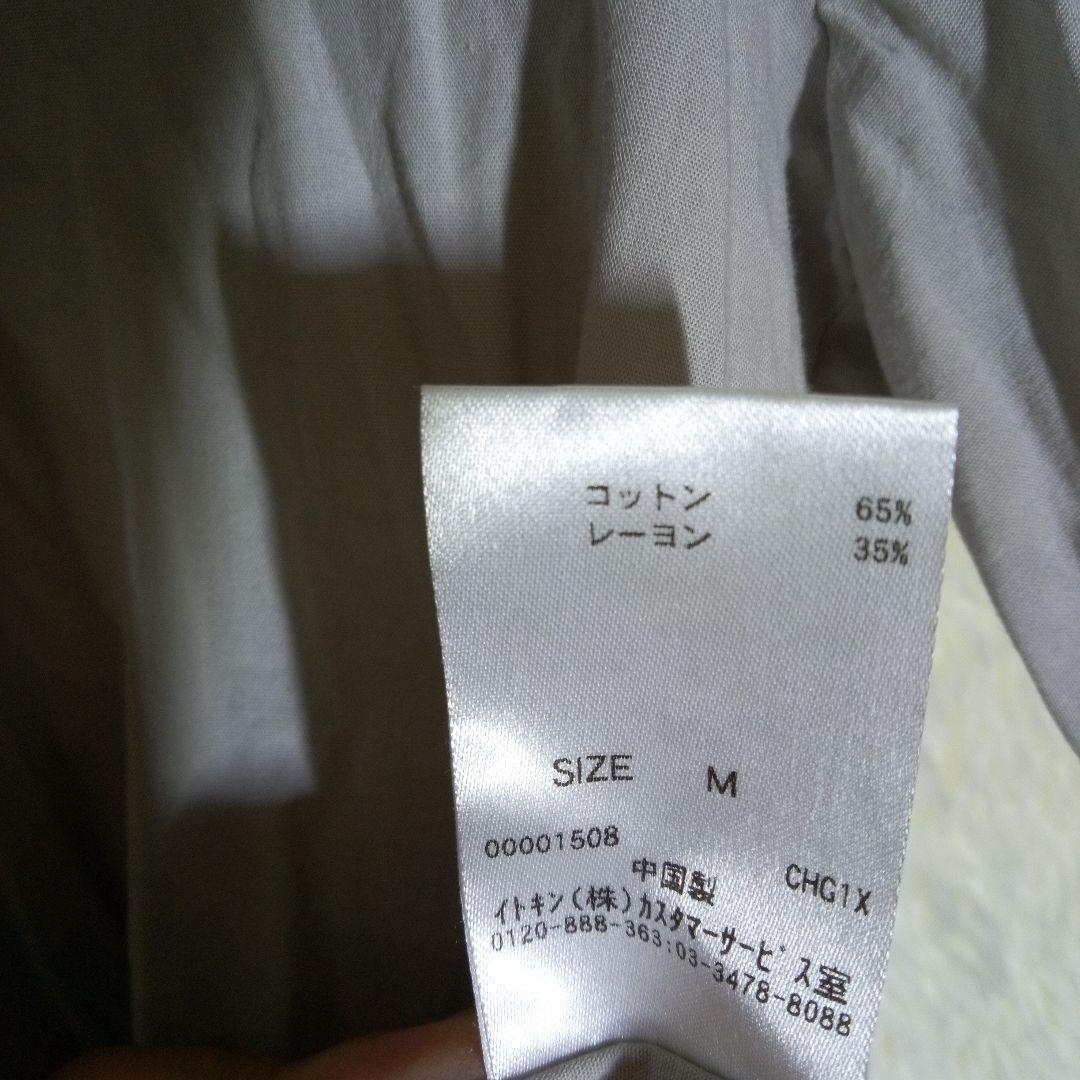 コットン 65%
レーヨン 35%
SIZE M
00001508
中国製 CHG1X
イトキン(株)カスタマーサービス室
0120-888-363:03-3478-8088